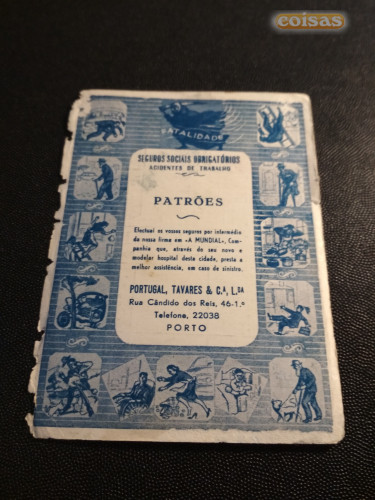 coisas
FATALIDADE
SEGUROS SOCIAIS OBRIGATÓRIOS
ACIDENTES DE TRABALHO
PATRÕES
Efectuai os vossos seguros por intermédio
da nossa firme em «A MUNDIAL», Com-
panhia que, através de seu novo e
modelar hospital desta cidade, presta a
melhor assistência, em caso de sinistro.
PORTUGAL, TAVARES & C.ª, L.DA
Rua Cândido dos Reis, 46-1.º
Telefone, 22038
PORTO